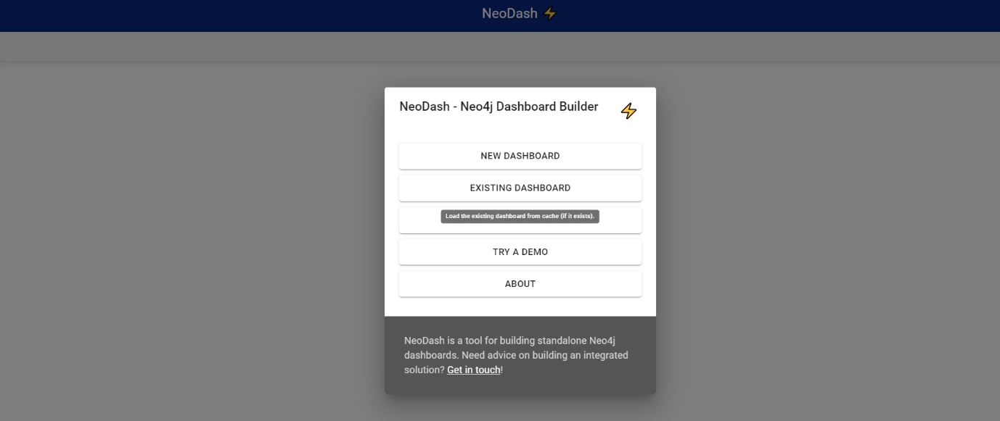 NeoDash ⚡
NeoDash - Neo4j Dashboard Builder ⚡
NEW DASHBOARD
EXISTING DASHBOARD
Load the existing dashboard from cache (if it exists).
TRY A DEMO
ABOUT
NeoDash is a tool for building standalone Neo4j
dashboards. Need advice on building an integrated
solution? Get in touch!